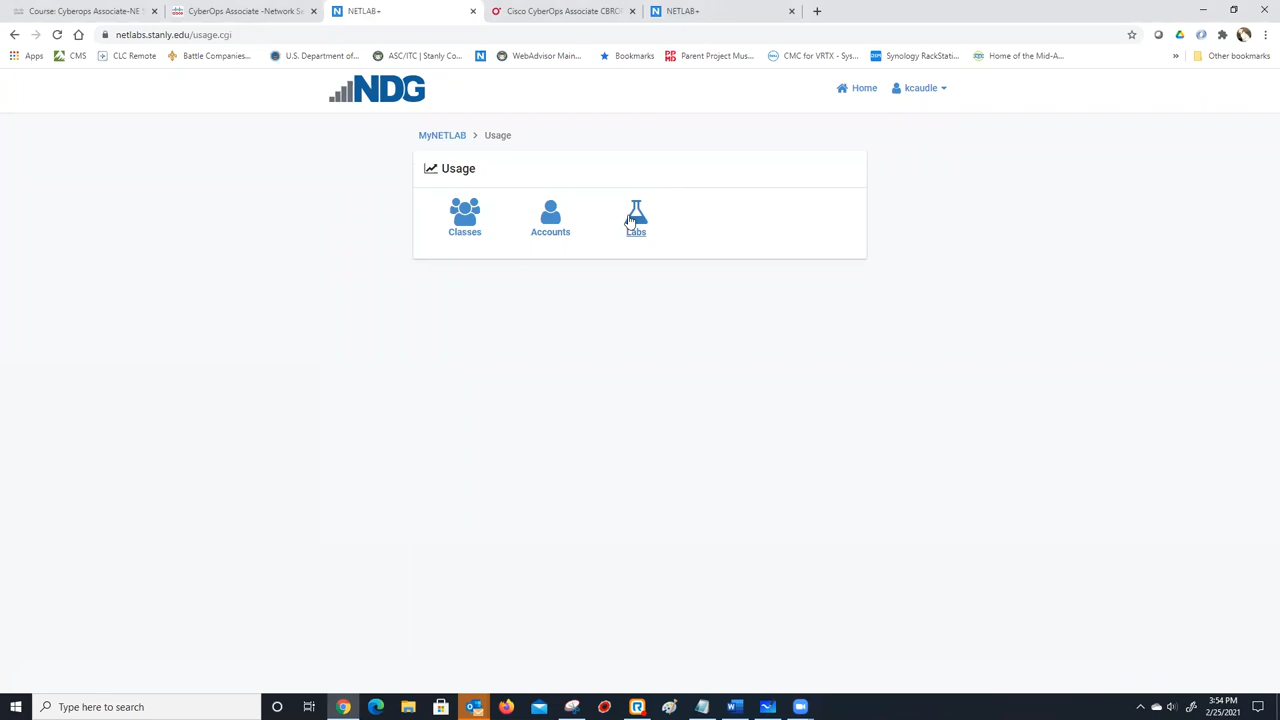 Course: Cyberops Associate-NE S
CyberOps Associate -Network Se
NETLAB+
Cisco CyberOps Associate CBROP
NETLAB+
netlabs.stanly.edu/usage.cgi
Apps
CMS
CLC Remote
Battle Companies...
U.S. Department of...
ASC/ITC | Stanly Co...
WebAdvisor Main...
Bookmarks
Parent Project Mus...
CMC for VRTX - Sys...
Synology RackStati...
Home of the Mid-A...
»
Other bookmarks
NDG
Home
kcaudle
MyNETLAB > Usage
Usage
Classes
Accounts
Labs
Type here to search
3:54 PM
2/25/2021